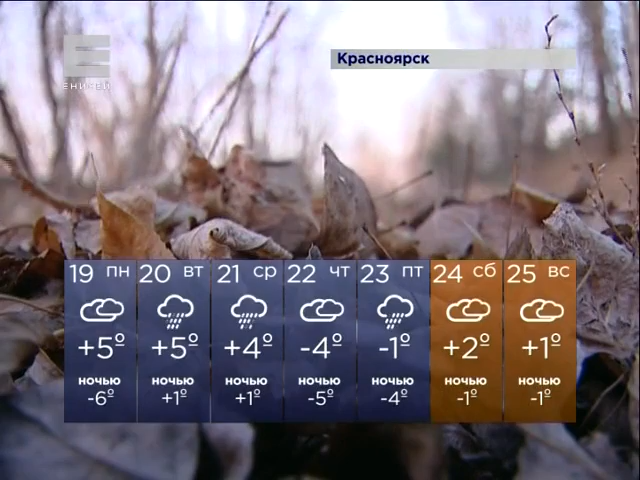 ЕНИСЕЙ
Красноярск
19 пн 20 вт 21 ср 22 чт 23 пт 24 сб 25 вс
+5º +5º +4º -4º -1º +2º +1º
ночью ночью ночью ночью ночью ночью ночью
-6º +1º +1º -5º -4º -1º -1º